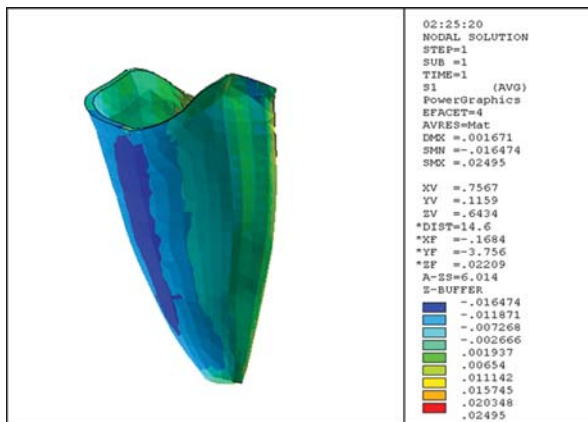 02:25:20
NODAL SOLUTION
STEP=1
SUB =1
TIME=1
S1 (AVG)
PowerGraphics
EFACET=4
AVRES=Mat
DMX =.001671
SMN =-.016474
SMX =.02495
XV =.7567
YV =.1159
ZV =.6434
*DIST=14.6
*XF =-.1684
*YF =-3.756
*ZF =.02209
A-ZS=6.014
Z-BUFFER
-.016474
-.011871
-.007268
-.002666
.001937
.00654
.011142
.015745
.020348
.02495